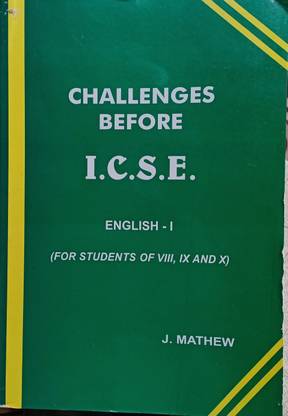 CHALLENGES
BEFORE
I.C.S.E.
ENGLISH - I
(FOR STUDENTS OF VIII, IX AND X)
J. MATHEW